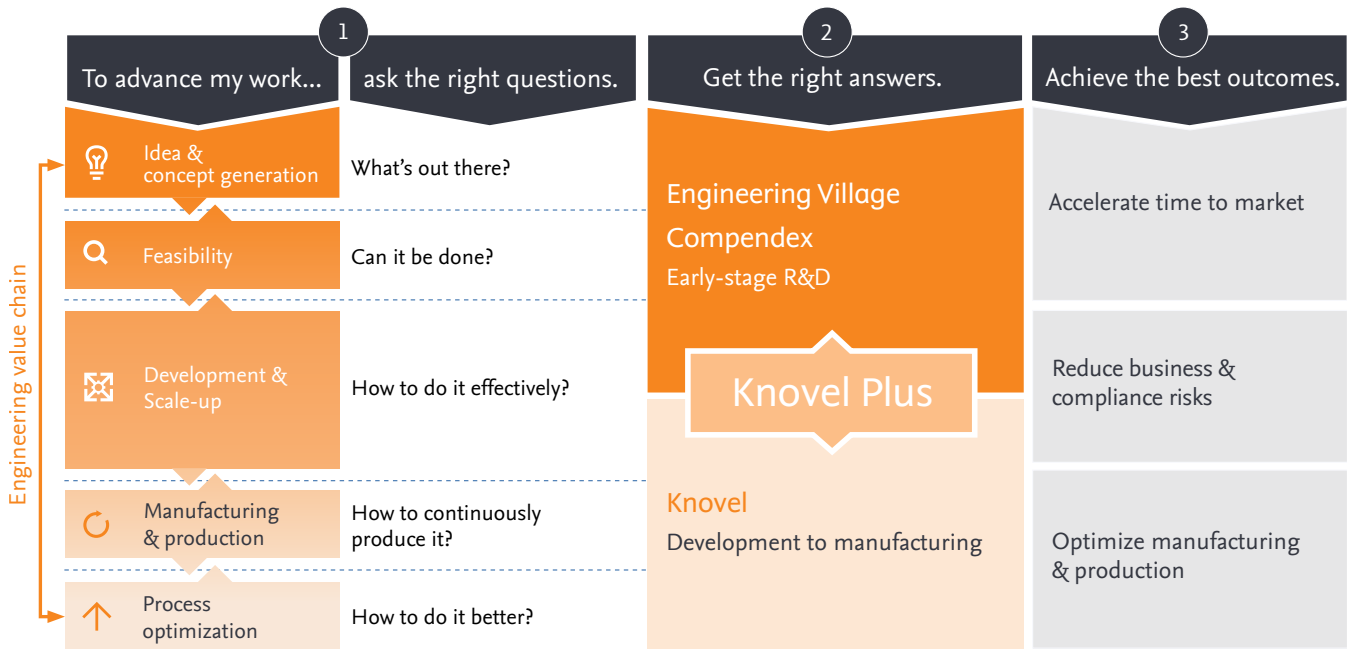 1
2
3
To advance my work...
ask the right questions.
Get the right answers.
Achieve the best outcomes.
Engineering value chain
Idea &
concept generation
What's out there?
Feasibility
Can it be done?
Development &
Scale-up
How to do it effectively?
Manufacturing
& production
How to continuously
produce it?
Process
optimization
How to do it better?
Engineering Village
Compendex
Early-stage R&D
Knovel Plus
Knovel
Development to manufacturing
Accelerate time to market
Reduce business &
compliance risks
Optimize manufacturing
& production